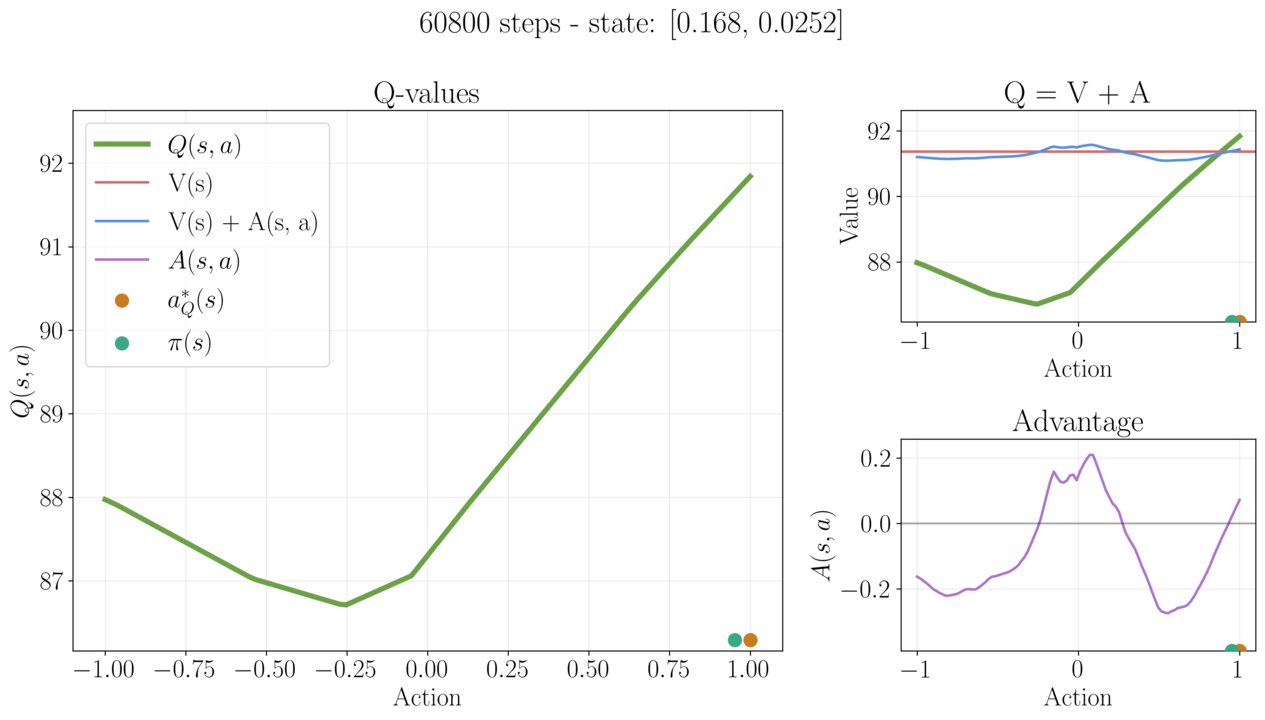 60800 steps - state: [0.168, 0.0252]
Q-values
Q(s, a)
92
91
90
89
88
87
−1.00 −0.75 −0.50 −0.25 0.00 0.25 0.50 0.75 1.00
Action
Q(s, a)
V(s)
V(s) + A(s, a)
A(s, a)
a*Q(s)
π(s)
Q = V + A
Value
92
90
88
−1 0 1
Action
Advantage
A(s, a)
0.2
0.0
−0.2
−1 0 1
Action